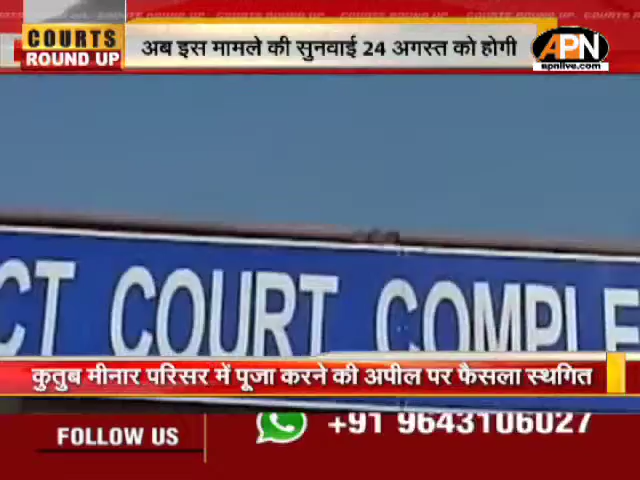 COURTS
ROUND UP
अब इस मामले की सुनवाई 24 अगस्त को होगी
APN
apnlive.com
CT COURT COMPLE
कुतुब मीनार परिसर में पूजा करने की अपील पर फैसला स्थगित
FOLLOW US
+91 9643106027